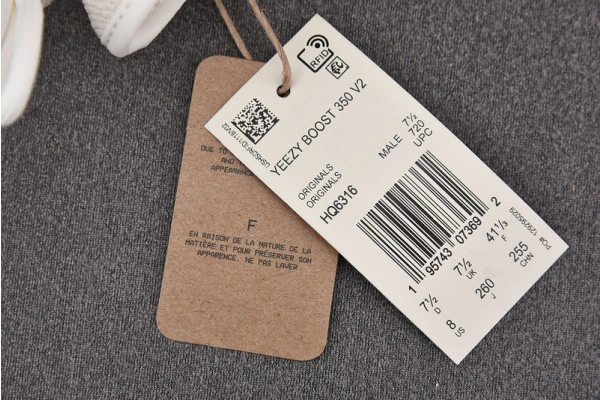 DUE TO
AND
APPEARANC
F
EN RAISON DE LA NATURE DE LA
MATIÈRE ET POUR PRÉSERVER SON
APPARENCE, NE PAS LAVER
RFID
YEEZY BOOST 350 V2
ORIGINALS
ORIGINALS
HQ6316
MALE 7½
720
UPC
1 95743 07369 2
7½ D
8 US
7½ UK
260 J
41⅓ F
255 CHN